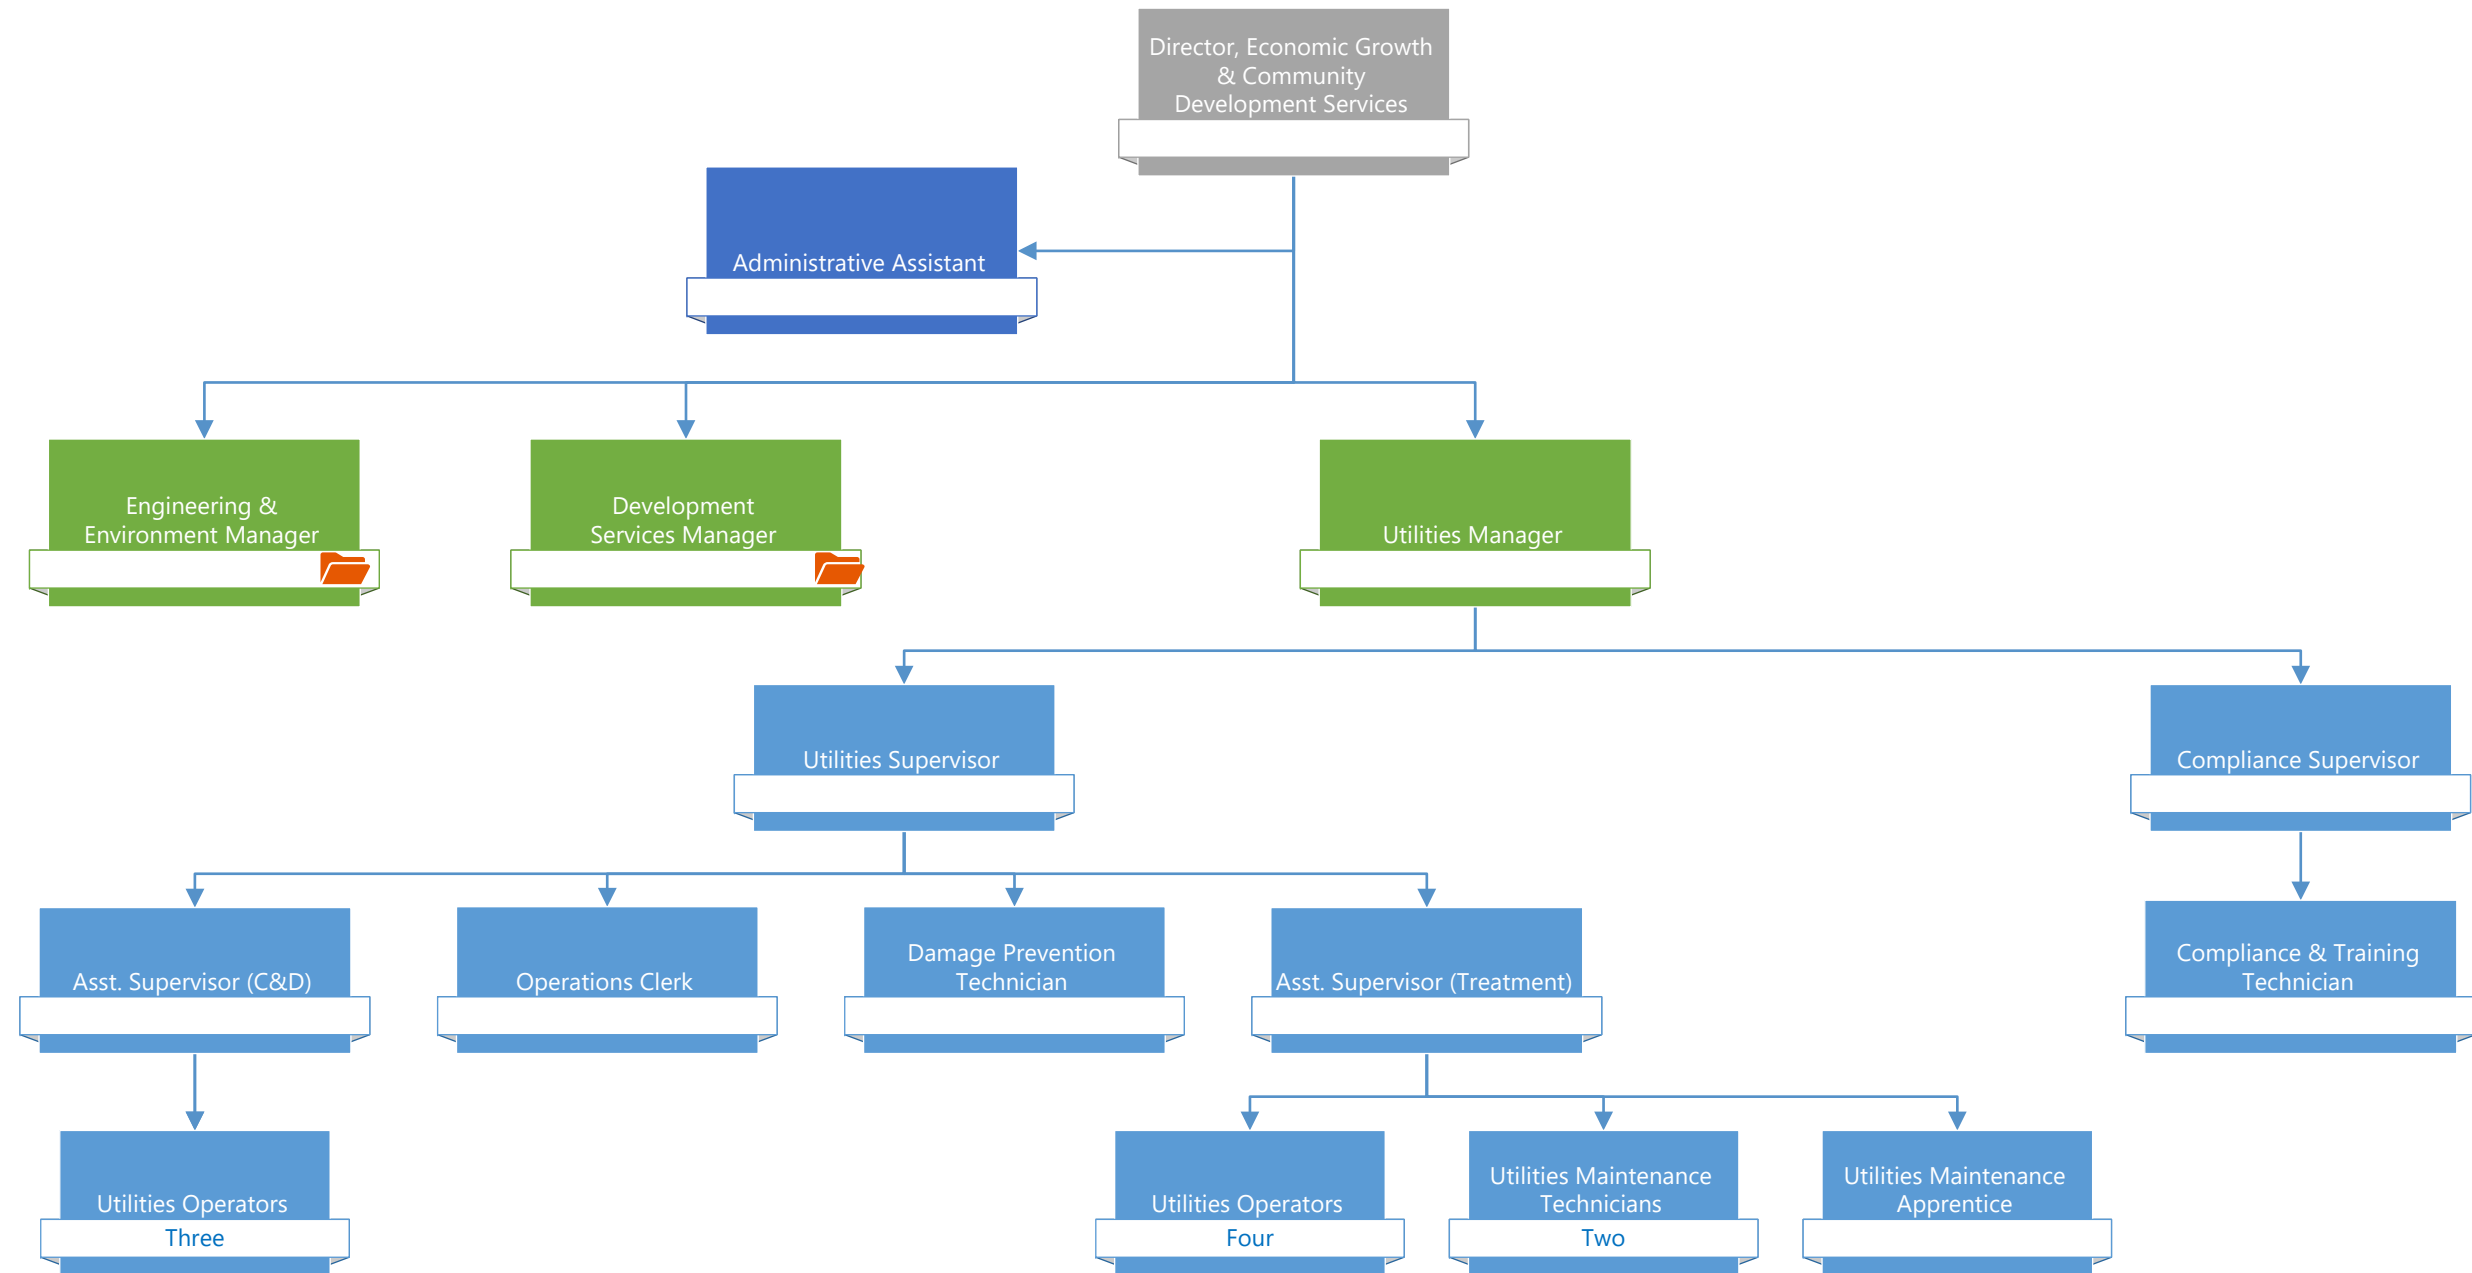 Director, Economic Growth
& Community
Development Services
Administrative Assistant
Engineering &
Environment Manager
Development
Services Manager
Utilities Manager
Utilities Supervisor
Compliance Supervisor
Asst. Supervisor (C&D)
Operations Clerk
Damage Prevention
Technician
Asst. Supervisor (Treatment)
Compliance & Training
Technician
Utilities Operators
Three
Utilities Operators
Four
Utilities Maintenance
Technicians
Two
Utilities Maintenance
Apprentice